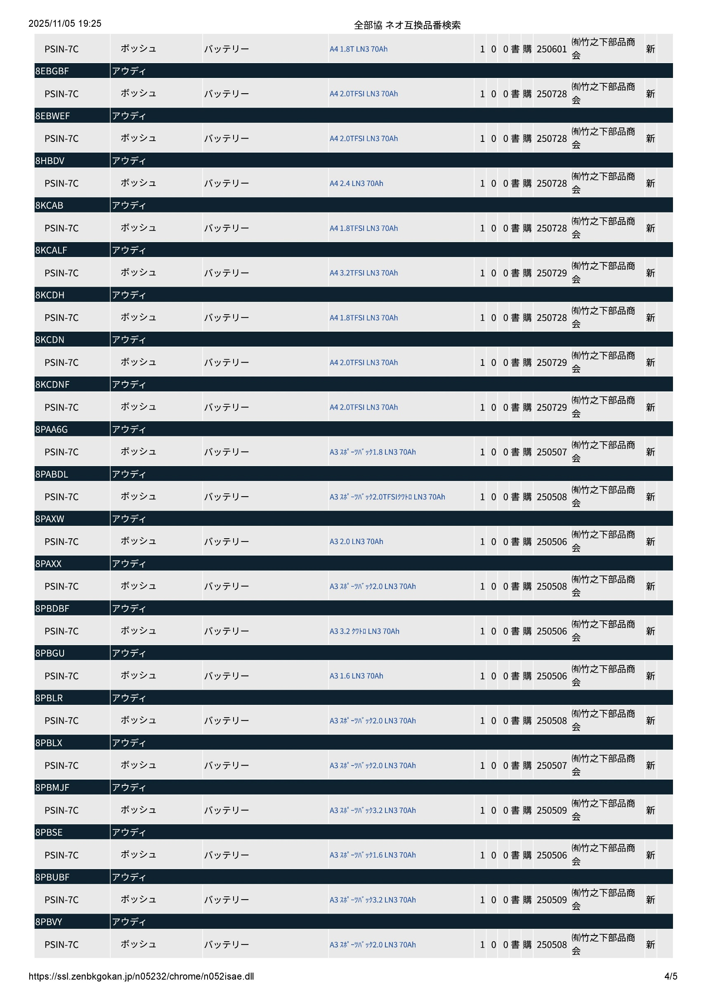 2025/11/05 19:25 全部協 ネオ互換品番検索
PSIN-7C ボッシュ バッテリー A4 1.8T LN3 70Ah 1 0 0 書 購 250601 ㈲竹之下部品商会 新
8EBGBF アウディ
PSIN-7C ボッシュ バッテリー A4 2.0TFSI LN3 70Ah 1 0 0 書 購 250728 ㈲竹之下部品商会 新
8EBWEF アウディ
PSIN-7C ボッシュ バッテリー A4 2.0TFSI LN3 70Ah 1 0 0 書 購 250728 ㈲竹之下部品商会 新
8HBDV アウディ
PSIN-7C ボッシュ バッテリー A4 2.4 LN3 70Ah 1 0 0 書 購 250728 ㈲竹之下部品商会 新
8KCAB アウディ
PSIN-7C ボッシュ バッテリー A4 1.8TFSI LN3 70Ah 1 0 0 書 購 250728 ㈲竹之下部品商会 新
8KCALF アウディ
PSIN-7C ボッシュ バッテリー A4 3.2TFSI LN3 70Ah 1 0 0 書 購 250729 ㈲竹之下部品商会 新
8KCDH アウディ
PSIN-7C ボッシュ バッテリー A4 1.8TFSI LN3 70Ah 1 0 0 書 購 250728 ㈲竹之下部品商会 新
8KCDN アウディ
PSIN-7C ボッシュ バッテリー A4 2.0TFSI LN3 70Ah 1 0 0 書 購 250729 ㈲竹之下部品商会 新
8KCDNF アウディ
PSIN-7C ボッシュ バッテリー A4 2.0TFSI LN3 70Ah 1 0 0 書 購 250729 ㈲竹之下部品商会 新
8PAA6G アウディ
PSIN-7C ボッシュ バッテリー A3 ｽﾎﾟｰﾂﾊﾞｯｸ1.8 LN3 70Ah 1 0 0 書 購 250507 ㈲竹之下部品商会 新
8PABDL アウディ
PSIN-7C ボッシュ バッテリー A3 ｽﾎﾟｰﾂﾊﾞｯｸ2.0TFSIｸﾜﾄﾛ LN3 70Ah 1 0 0 書 購 250508 ㈲竹之下部品商会 新
8PAXW アウディ
PSIN-7C ボッシュ バッテリー A3 2.0 LN3 70Ah 1 0 0 書 購 250506 ㈲竹之下部品商会 新
8PAXX アウディ
PSIN-7C ボッシュ バッテリー A3 ｽﾎﾟｰﾂﾊﾞｯｸ2.0 LN3 70Ah 1 0 0 書 購 250508 ㈲竹之下部品商会 新
8PBDBF アウディ
PSIN-7C ボッシュ バッテリー A3 3.2 ｸﾜﾄﾛ LN3 70Ah 1 0 0 書 購 250506 ㈲竹之下部品商会 新
8PBGU アウディ
PSIN-7C ボッシュ バッテリー A3 1.6 LN3 70Ah 1 0 0 書 購 250506 ㈲竹之下部品商会 新
8PBLR アウディ
PSIN-7C ボッシュ バッテリー A3 ｽﾎﾟｰﾂﾊﾞｯｸ2.0 LN3 70Ah 1 0 0 書 購 250508 ㈲竹之下部品商会 新
8PBLX アウディ
PSIN-7C ボッシュ バッテリー A3 ｽﾎﾟｰﾂﾊﾞｯｸ2.0 LN3 70Ah 1 0 0 書 購 250507 ㈲竹之下部品商会 新
8PBMJF アウディ
PSIN-7C ボッシュ バッテリー A3 ｽﾎﾟｰﾂﾊﾞｯｸ3.2 LN3 70Ah 1 0 0 書 購 250509 ㈲竹之下部品商会 新
8PBSE アウディ
PSIN-7C ボッシュ バッテリー A3 ｽﾎﾟｰﾂﾊﾞｯｸ1.6 LN3 70Ah 1 0 0 書 購 250506 ㈲竹之下部品商会 新
8PBUBF アウディ
PSIN-7C ボッシュ バッテリー A3 ｽﾎﾟｰﾂﾊﾞｯｸ3.2 LN3 70Ah 1 0 0 書 購 250509 ㈲竹之下部品商会 新
8PBVY アウディ
PSIN-7C ボッシュ バッテリー A3 ｽﾎﾟｰﾂﾊﾞｯｸ2.0 LN3 70Ah 1 0 0 書 購 250508 ㈲竹之下部品商会 新
https://ssl.zenbkgokan.jp/n05232/chrome/n052isae.dll 4/5